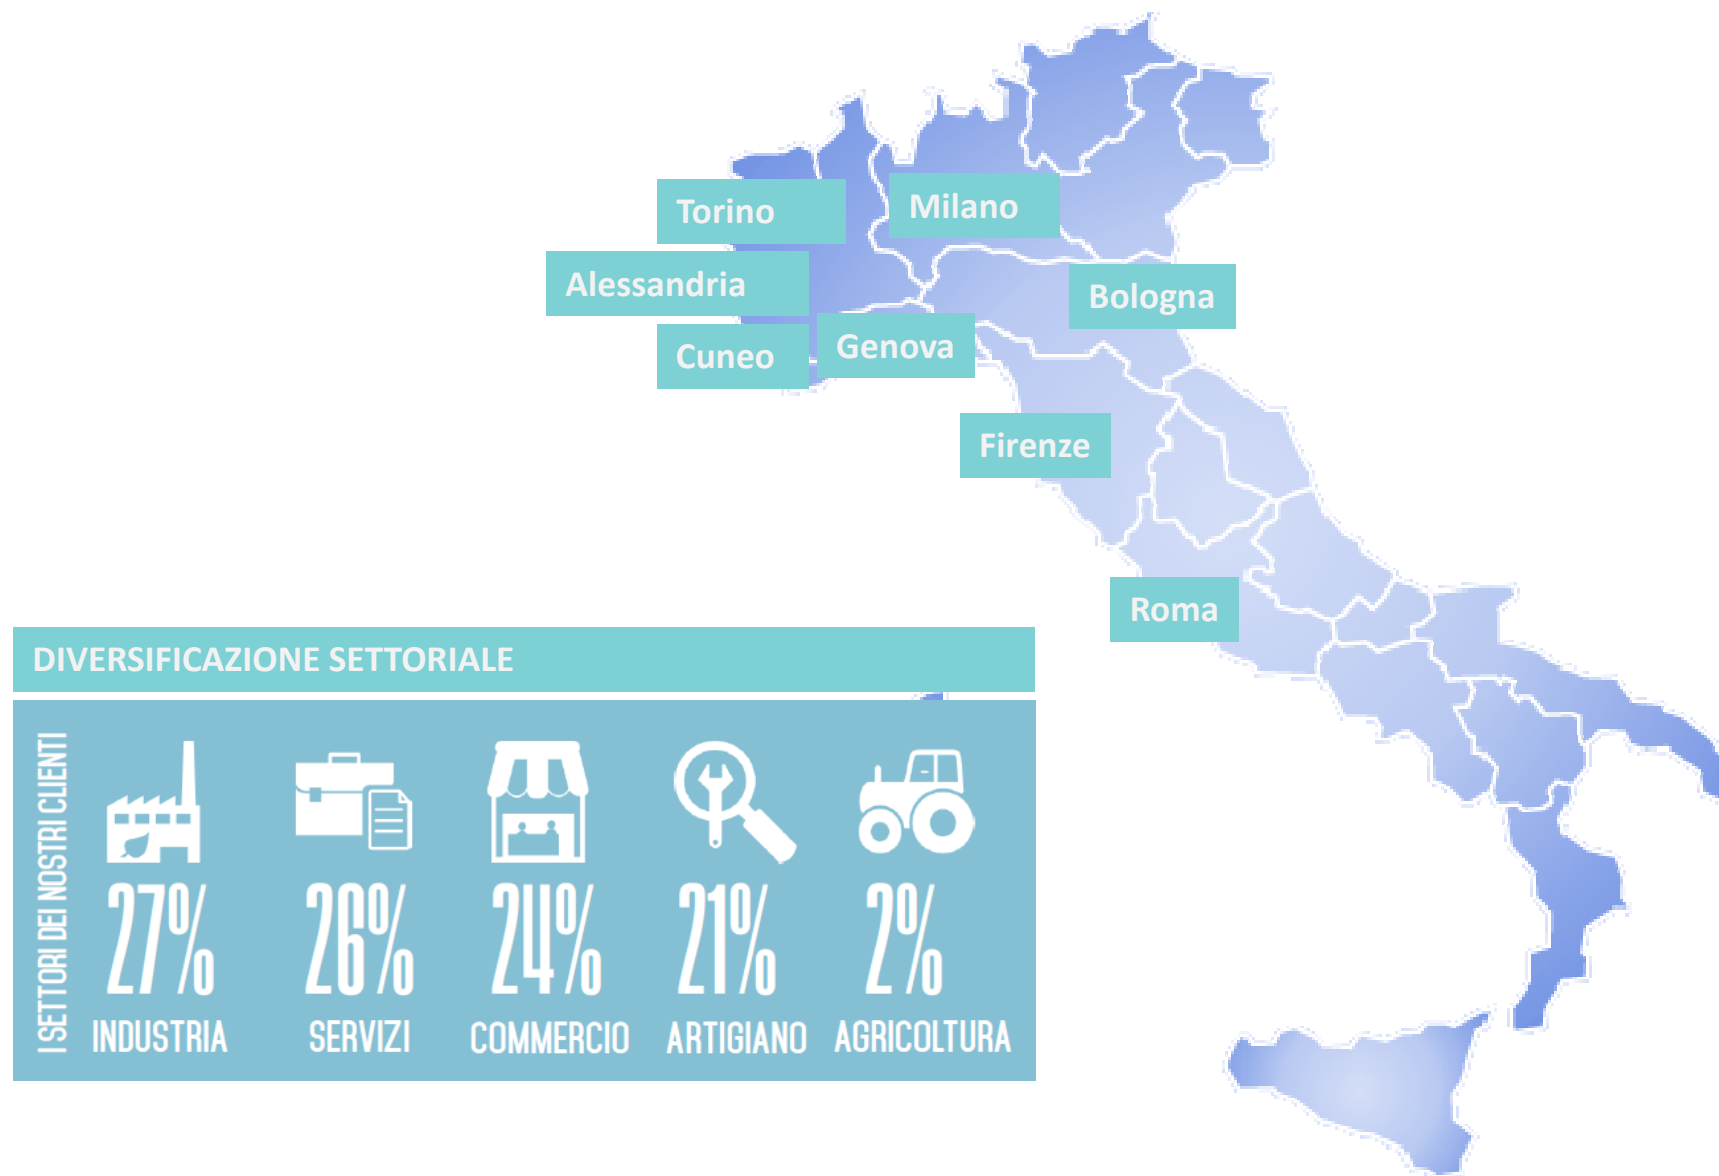 Torino
Milano
Alessandria
Bologna
Cuneo
Genova
Firenze
Roma
DIVERSIFICAZIONE SETTORIALE
I SETTORI DEI NOSTRI CLIENTI
27% 26% 24% 21% 2%
INDUSTRIA SERVIZI COMMERCIO ARTIGIANO AGRICOLTURA